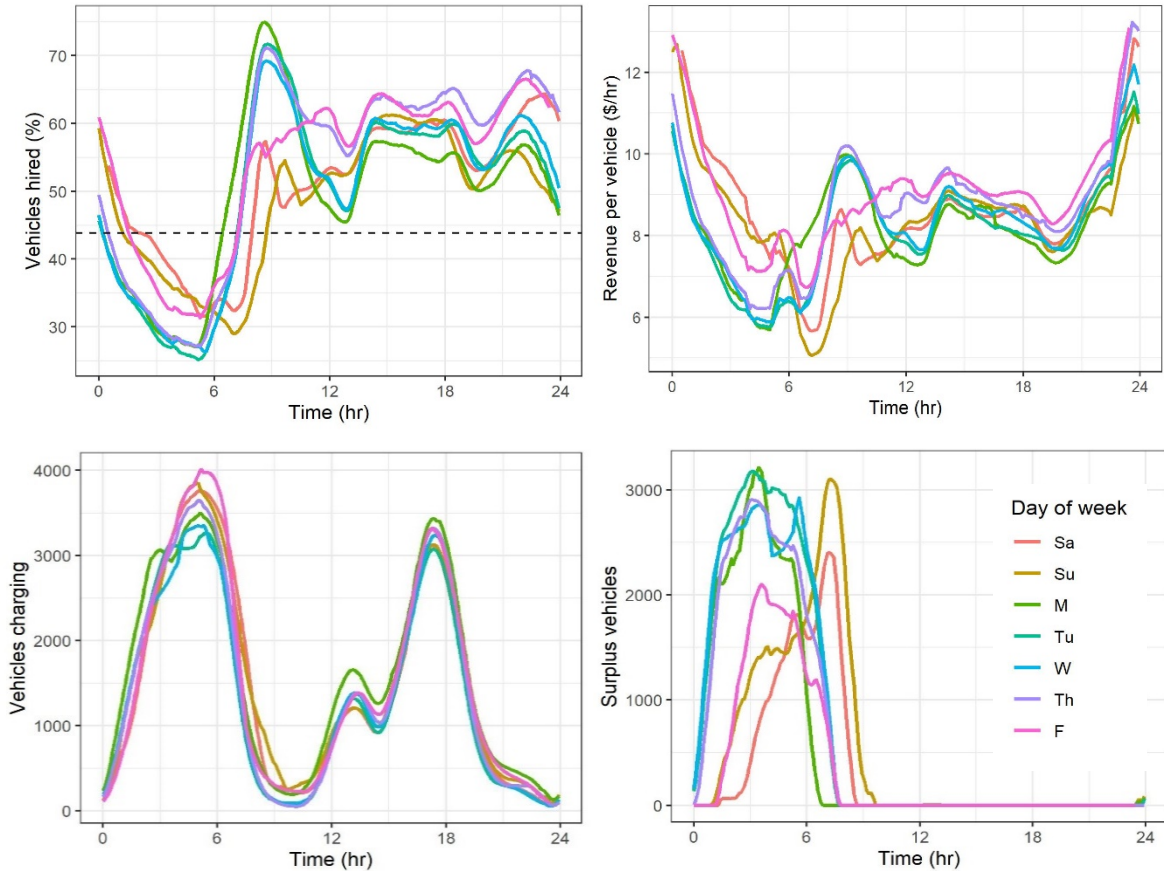 Vehicles hired (%)
70
60
50
40
30
0 6 12 18 24
Time (hr)
Revenue per vehicle ($/hr)
12
10
8
6
0 6 12 18 24
Time (hr)
Vehicles charging
4000
3000
2000
1000
0
0 6 12 18 24
Time (hr)
Surplus vehicles
3000
2000
1000
0
0 6 12 18 24
Time (hr)
Day of week
Sa
Su
M
Tu
W
Th
F